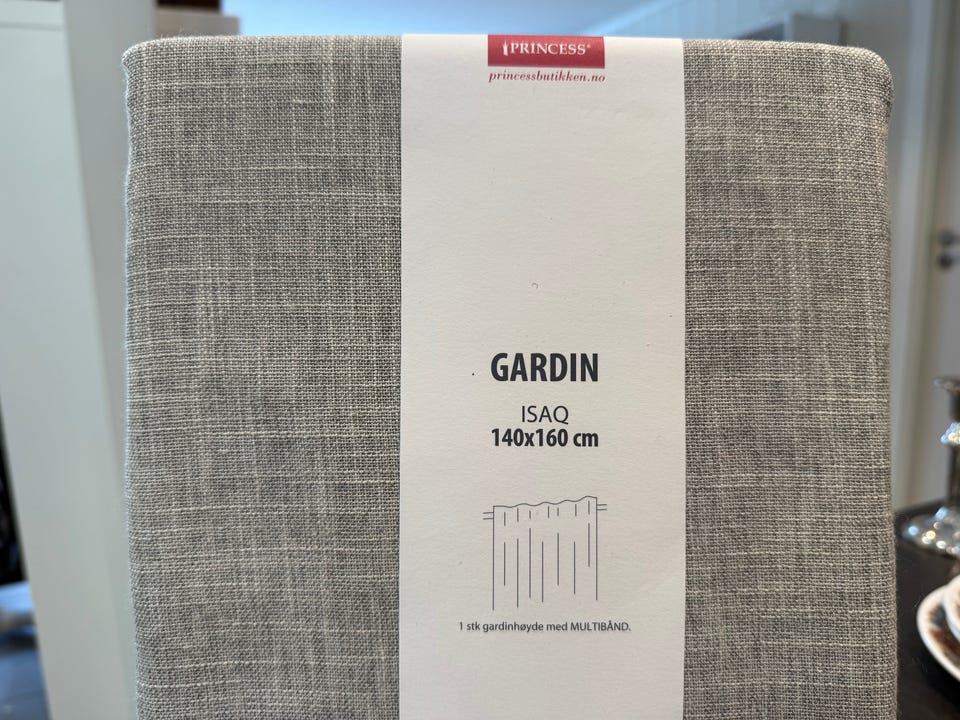 PRINCESS®
princessbutikken.no
GARDIN
ISAQ
140x160 cm
1 stk gardinhøyde med MULTIBÅND.